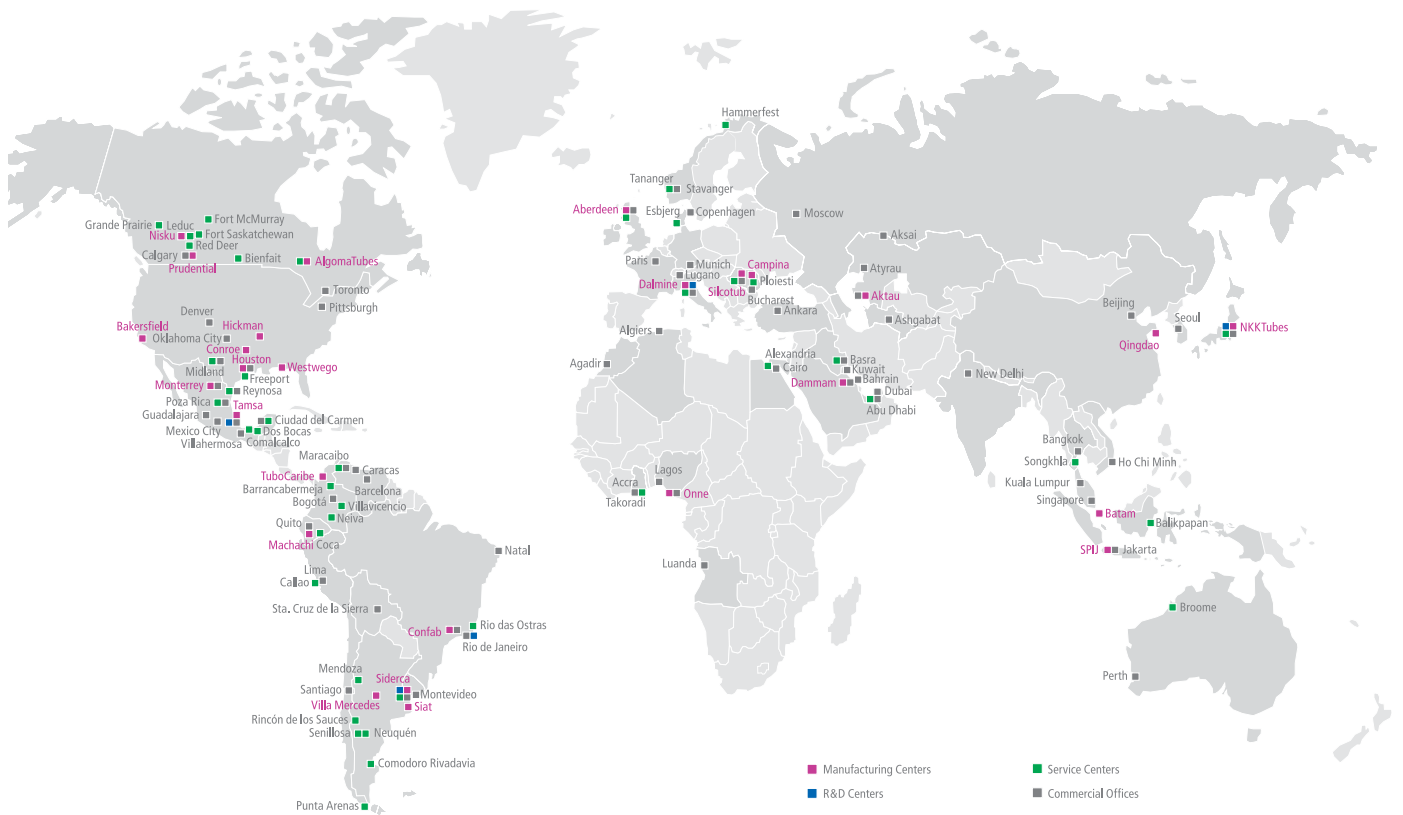 Hammerfest
Tananger
Stavanger
Aberdeen
Esbjerg
Copenhagen
Moscow
Fort McMurray
Grande Prairie
Leduc
Fort Saskatchewan
Nisku
Red Deer
Calgary
Bienfait
AlgomaTubes
Prudential
Aksai
Paris
Munich
Campina
Lugano
Ploiesti
Atyrau
Dalmine
Silcotub
Bucharest
Aktau
Toronto
Pittsburgh
Denver
Ankara
Ashgabat
Beijing
Seoul
NKKTubes
Qingdao
Bakersfield
Hickman
Oklahoma City
Algiers
Conroe
Houston
Midland
Westwego
Freeport
Agadir
Alexandria
Cairo
Basra
Kuwait
Bahrain
Dammam
Dubai
Abu Dhabi
New Delhi
Monterrey
Reynosa
Poza Rica
Tamsa
Guadalajara
Ciudad del Carmen
Mexico City
Dos Bocas
Villahermosa
Comalcalco
Bangkok
Songkhla
Ho Chi Minh
Kuala Lumpur
Singapore
Maracaibo
Caracas
TuboCaribe
Barrancabermeja
Barcelona
Bogotá
Villavicencio
Neiva
Quito
Machachi
Coca
Lagos
Accra
Takoradi
Onne
Batam
Balikpapan
SPIJ
Jakarta
Natal
Lima
Callao
Luanda
Sta. Cruz de la Sierra
Broome
Confab
Rio das Ostras
Rio de Janeiro
Mendoza
Siderca
Santiago
Montevideo
Villa Mercedes
Siat
Perth
Rincón de los Sauces
Senillosa
Neuquén
Comodoro Rivadavia
Punta Arenas
Manufacturing Centers
Service Centers
R&D Centers
Commercial Offices